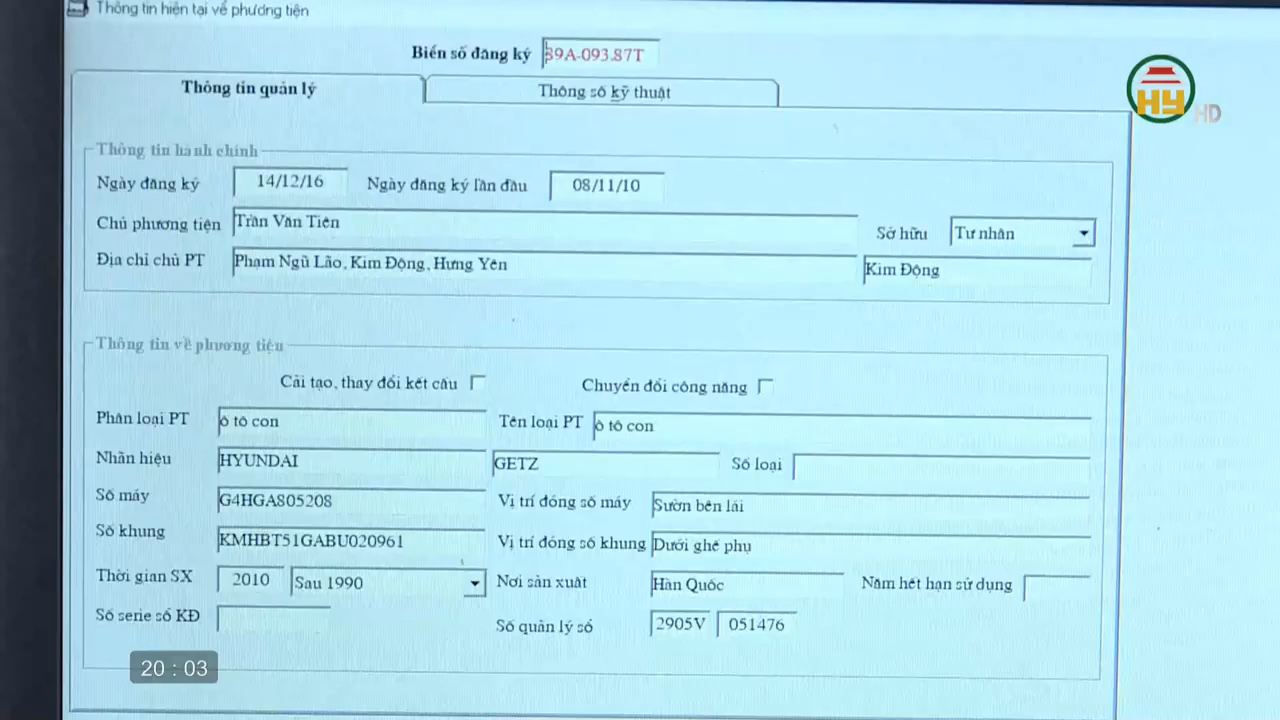 Thông tin hiện tại về phương tiện
Biển số đăng ký 89A-093.87T
Thông tin quản lý Thông số kỹ thuật
HY HD
Thông tin hành chính
Ngày đăng ký 14/12/16 Ngày đăng ký lần đầu 08/11/10
Chủ phương tiện Trần Văn Tiên Sở hữu Tư nhân
Địa chỉ chủ PT Phạm Ngũ Lão, Kim Động, Hưng Yên Kim Động
Thông tin về phương tiện
Cải tạo, thay đổi kết cấu Chuyển đổi công năng
Phân loại PT ô tô con Tên loại PT ô tô con
Nhãn hiệu HYUNDAI GETZ Số loại
Số máy G4HGA805208 Vị trí đóng số máy Sườn bên lái
Số khung KMHBT51GABU020961 Vị trí đóng số khung Dưới ghế phụ
Thời gian SX 2010 Sau 1990 Nơi sản xuất Hàn Quốc Năm hết hạn sử dụng
Số serie sổ KĐ Số quản lý sổ 2905V 051476
20 : 03